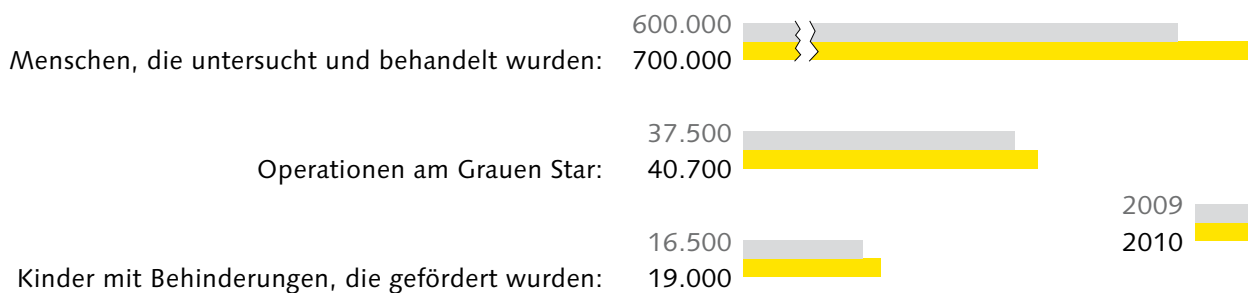 600.000
Menschen, die untersucht und behandelt wurden: 700.000
37.500
Operationen am Grauen Star: 40.700
2009
2010
16.500
Kinder mit Behinderungen, die gefördert wurden: 19.000